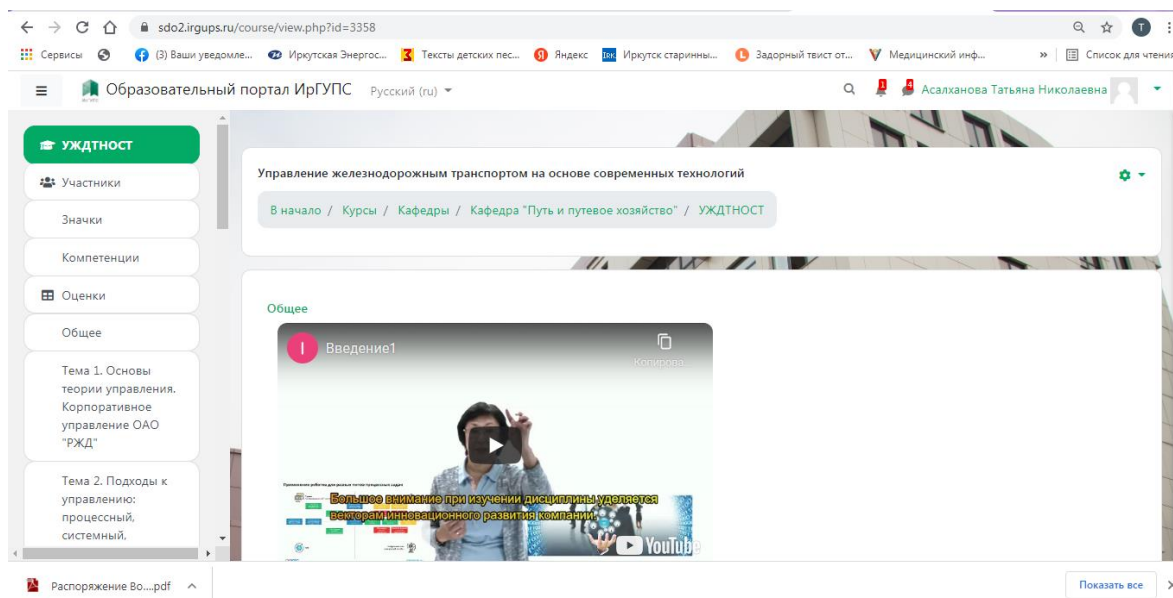 sdo2.irgups.ru/course/view.php?id=3358
T
Сервисы (3) Ваши уведомле... Иркутская Энергос... Тексты детских пес... Яндекс Иркутск старинны... Задорный твист от... Медицинский инф... » Список для чтения
Образовательный портал ИрГУПС Русский (ru) 1 4 Асалханова Татьяна Николаевна
УЖДТНОСТ
Участники
Значки
Компетенции
Оценки
Общее
Тема 1. Основы
теории управления.
Корпоративное
управление ОАО
"РЖД"
Тема 2. Подходы к
управлению:
процессный,
системный,
Управление железнодорожным транспортом на основе современных технологий
В начало / Курсы / Кафедры / Кафедра "Путь и путевое хозяйство" / УЖДТНОСТ
Общее
I Введение1
Копирова
Большое внимание при изучении дисциплины уделяется
векторам инновационного развития компании,
YouTube
Распоряжение Во....pdf
Показать все